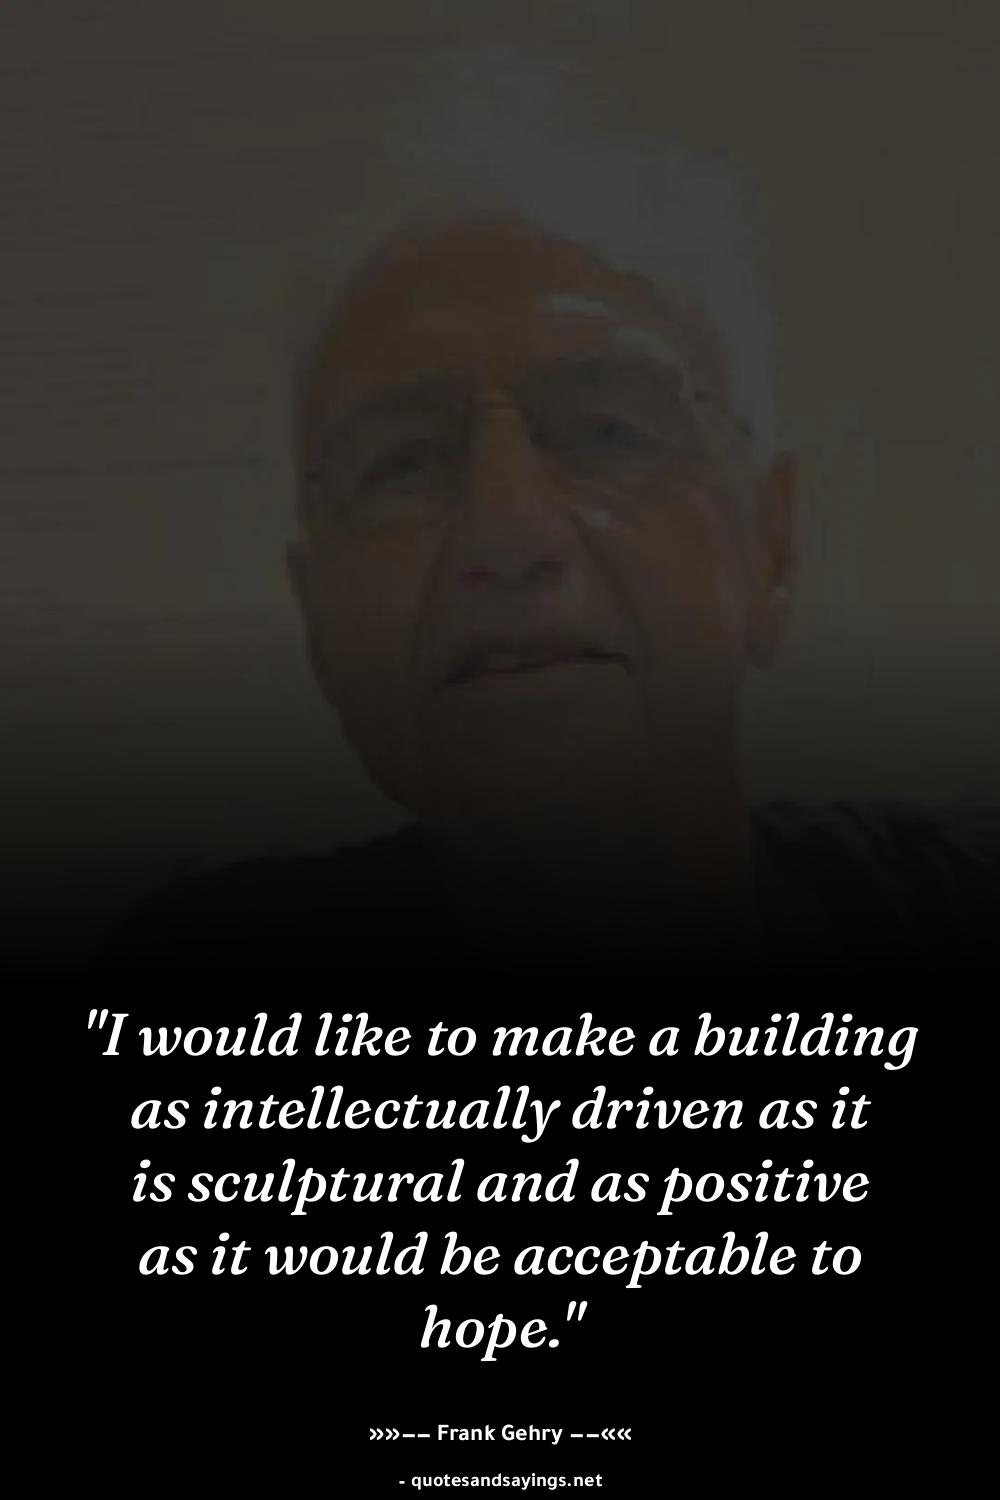 "I would like to make a building
as intellectually driven as it
is sculptural and as positive
as it would be acceptable to
hope."
»»−− Frank Gehry −−««
- quotesandsayings.net